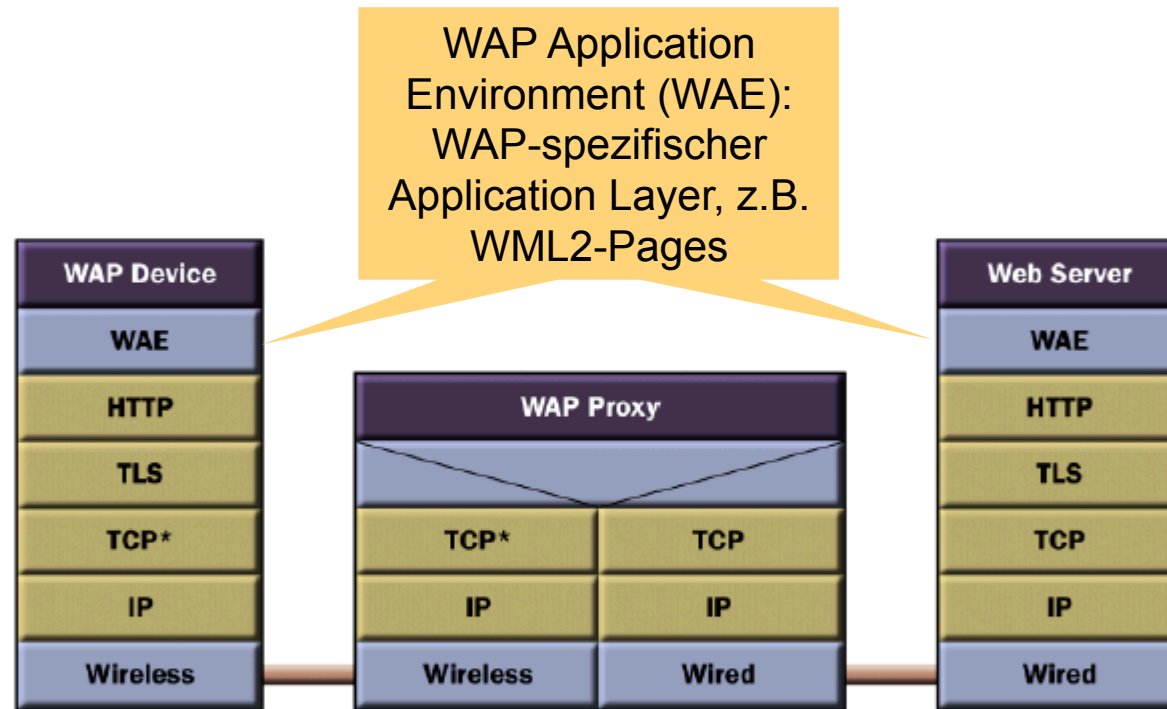 WAP Application
Environment (WAE):
WAP-spezifischer
Application Layer, z.B.
WML2-Pages
WAP Device
WAE
HTTP
TLS
TCP*
IP
Wireless
WAP Proxy
TCP*
TCP
IP
IP
Wireless
Wired
Web Server
WAE
HTTP
TLS
TCP
IP
Wired